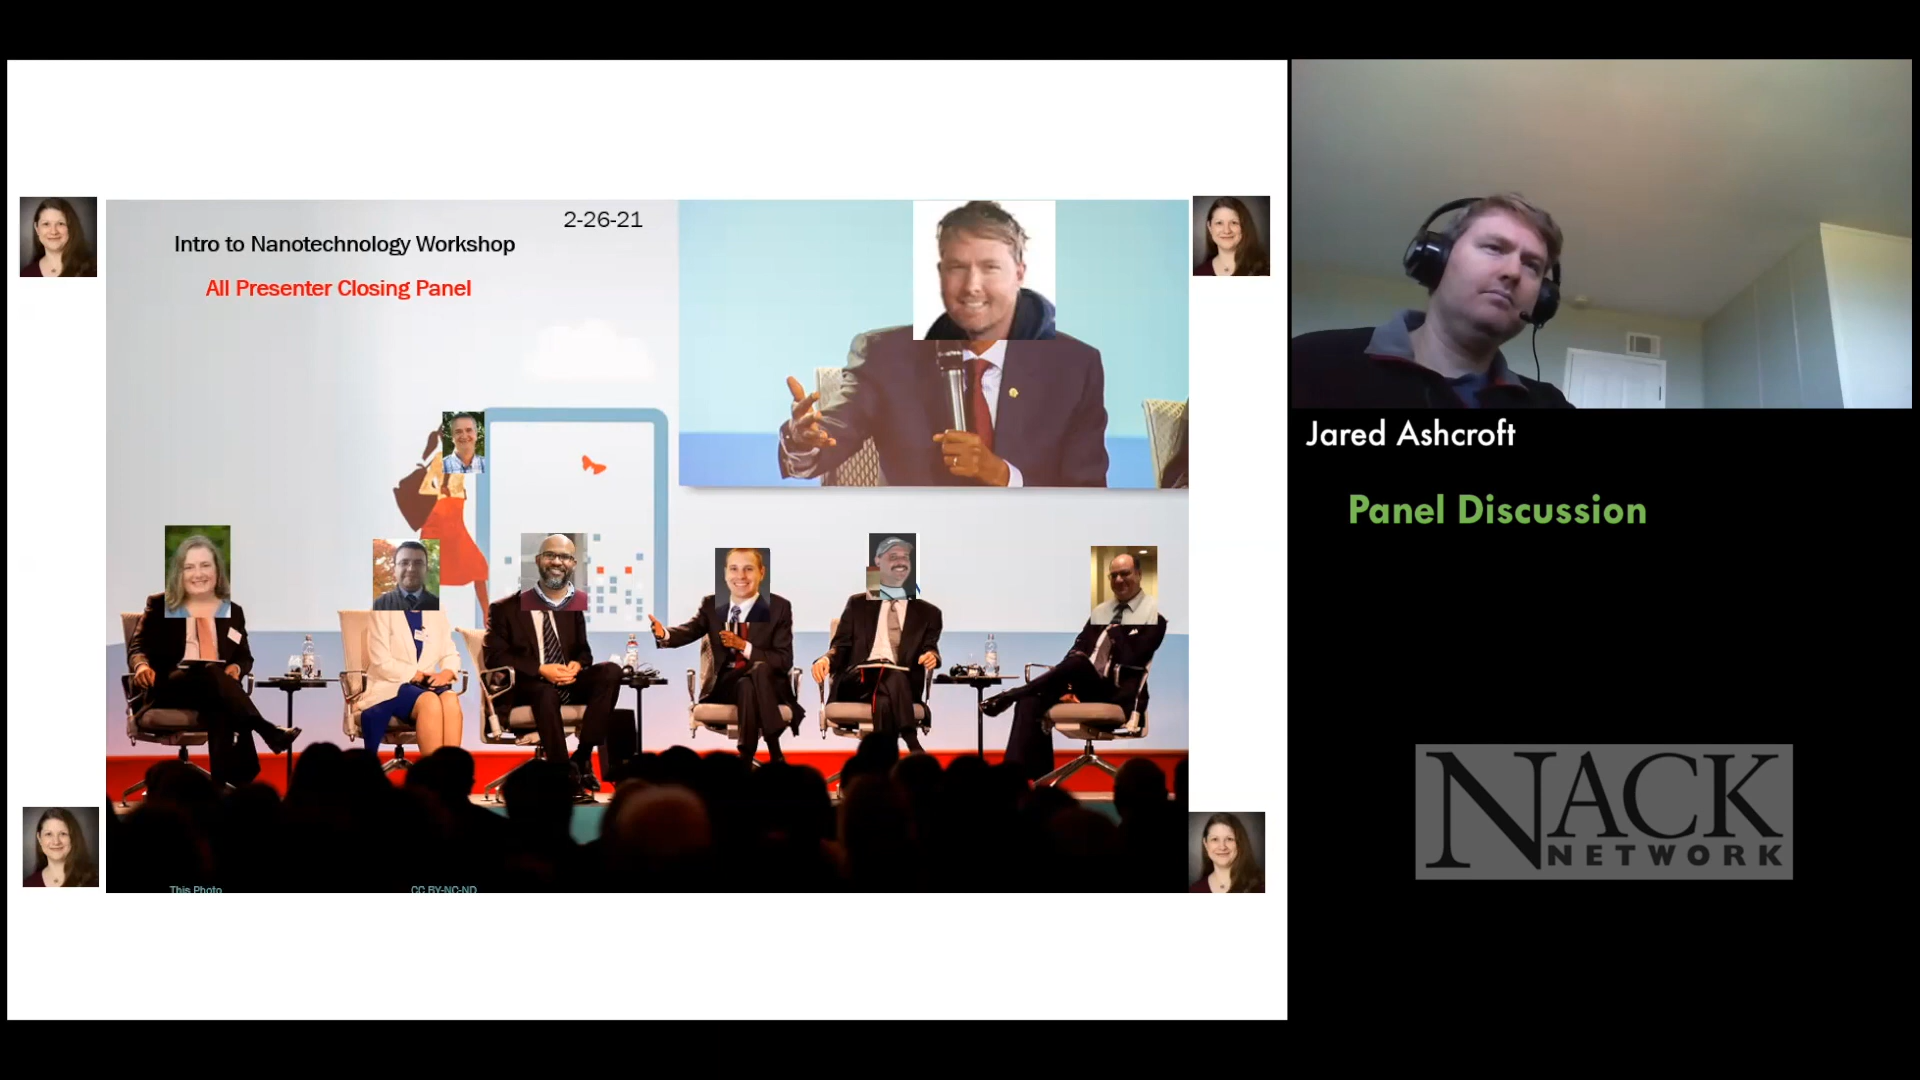 2-26-21
Intro to Nanotechnology Workshop
All Presenter Closing Panel
This Photo
CC BY-NC-ND
Jared Ashcroft
Panel Discussion
NACK
NETWORK